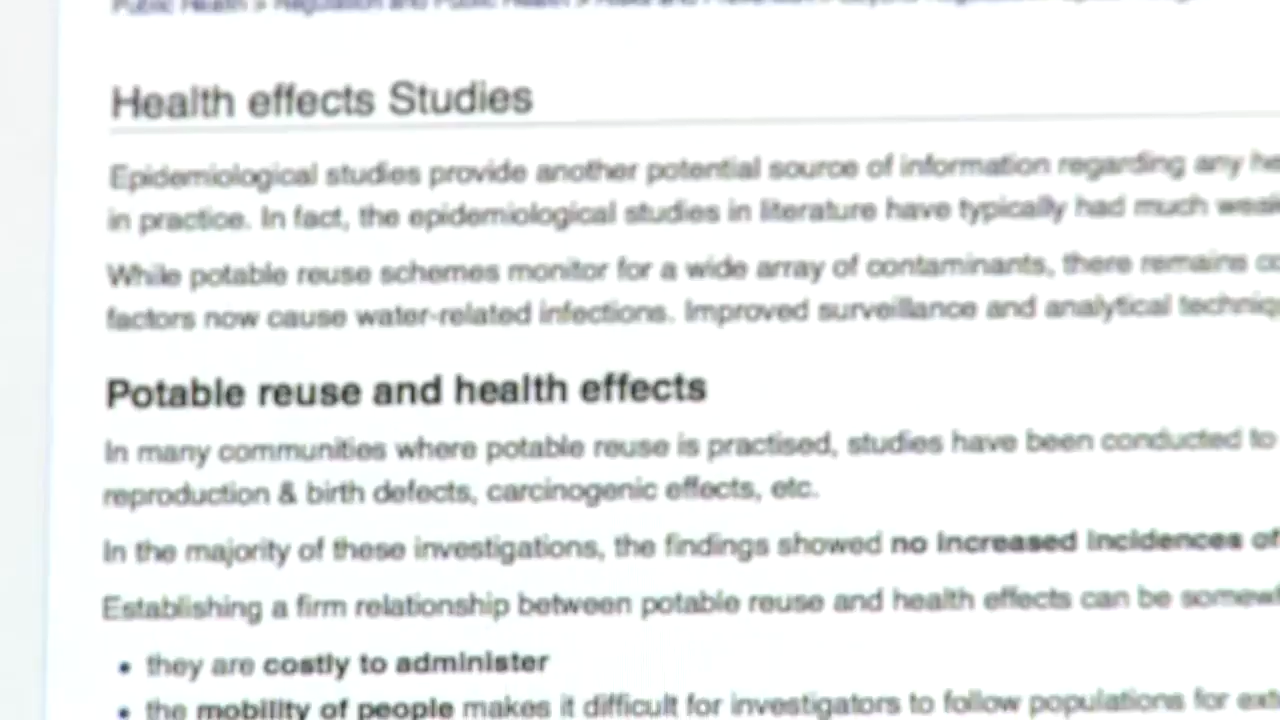 Health effects Studies
Epidemiological studies provide another potential source of information regarding any
in practice. In fact, the epidemiological studies in literature have typically had much
While potable reuse schemes monitor for a wide array of contaminants, there remains
factors now cause water-related infections. Improved surveillance and analytical
Potable reuse and health effects
In many communities where potable reuse is practised, studies have been conducted to
reproduction & birth defects, carcinogenic effects, etc.
In the majority of these investigations, the findings showed no increased incidences of
Establishing a firm relationship between potable reuse and health effects can be
• they are costly to administer
• the mobility of people makes it difficult for investigators to follow populations for